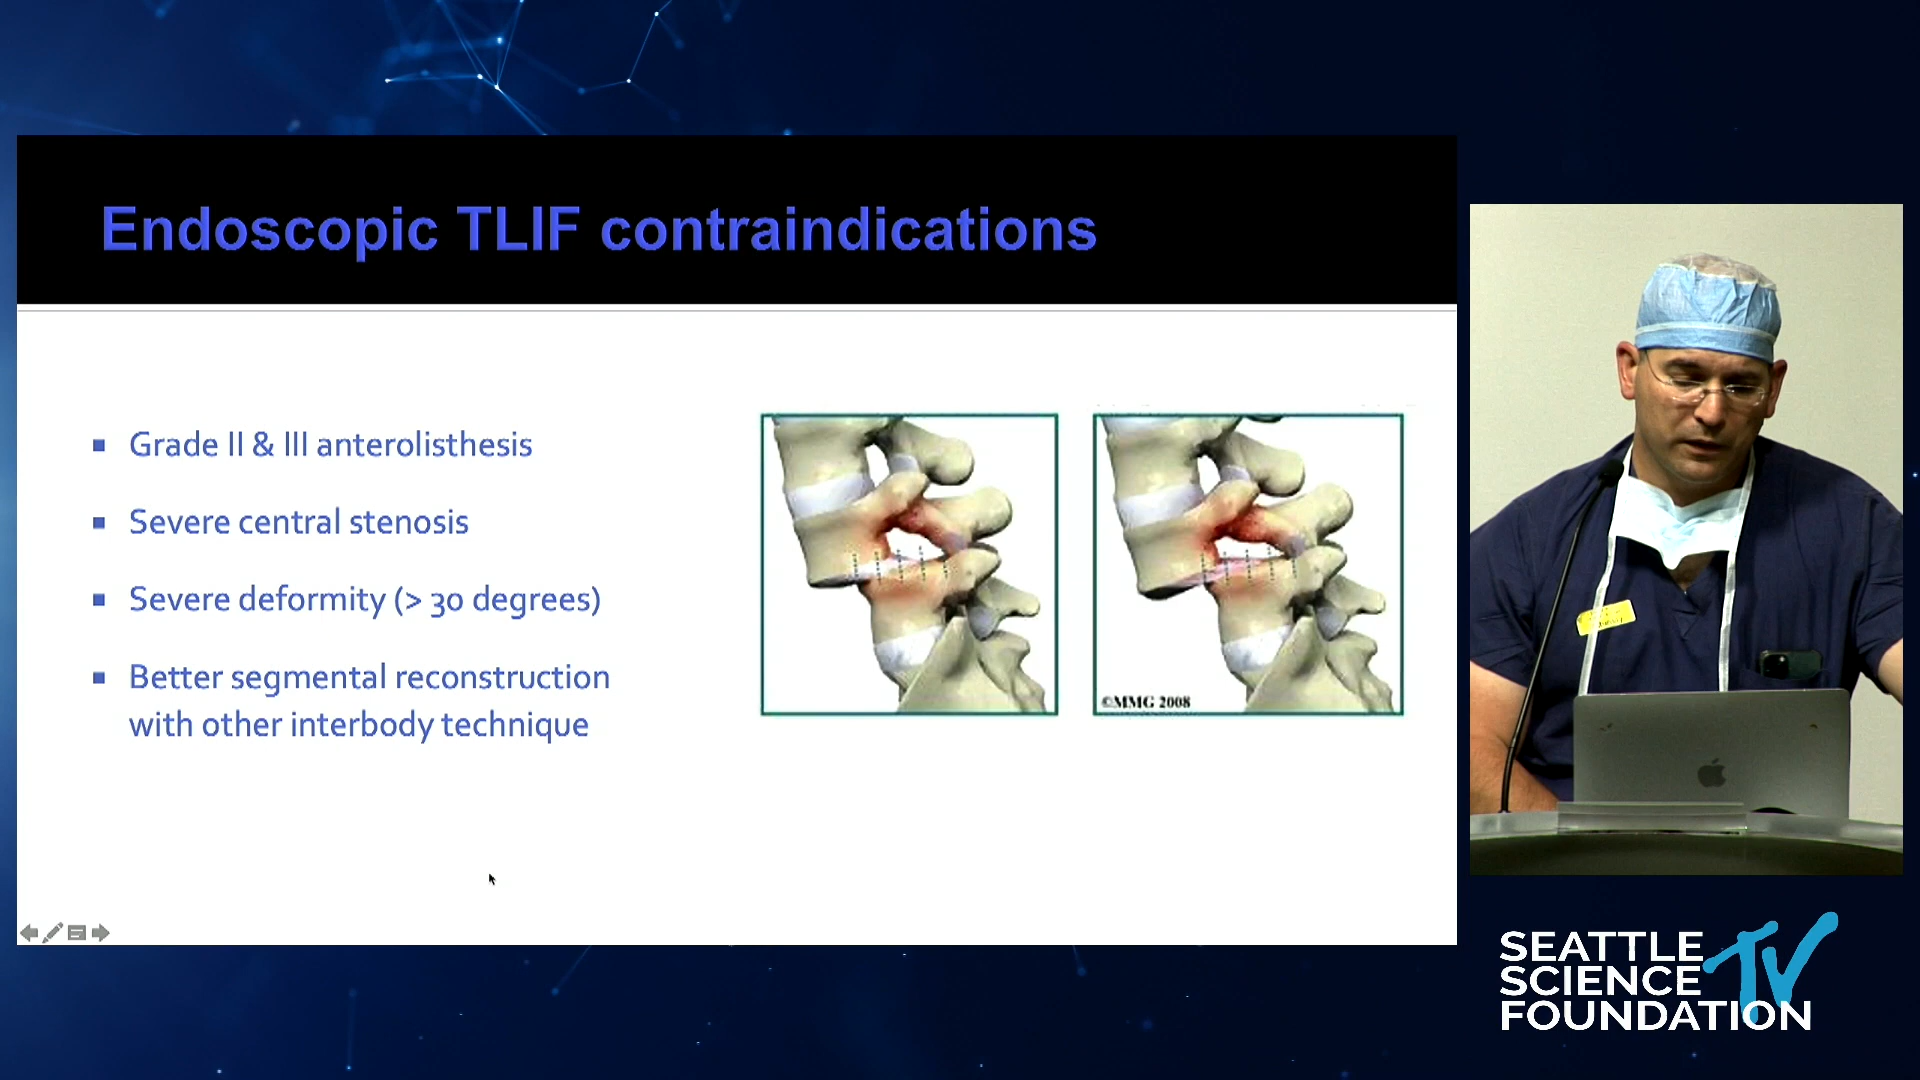 Endoscopic TLIF contraindications
Grade II & III anterolisthesis
Severe central stenosis
Severe deformity (> 30 degrees)
Better segmental reconstruction
with other interbody technique
©MMG 2008
SEATTLE
SCIENCE
FOUNDATION
TV